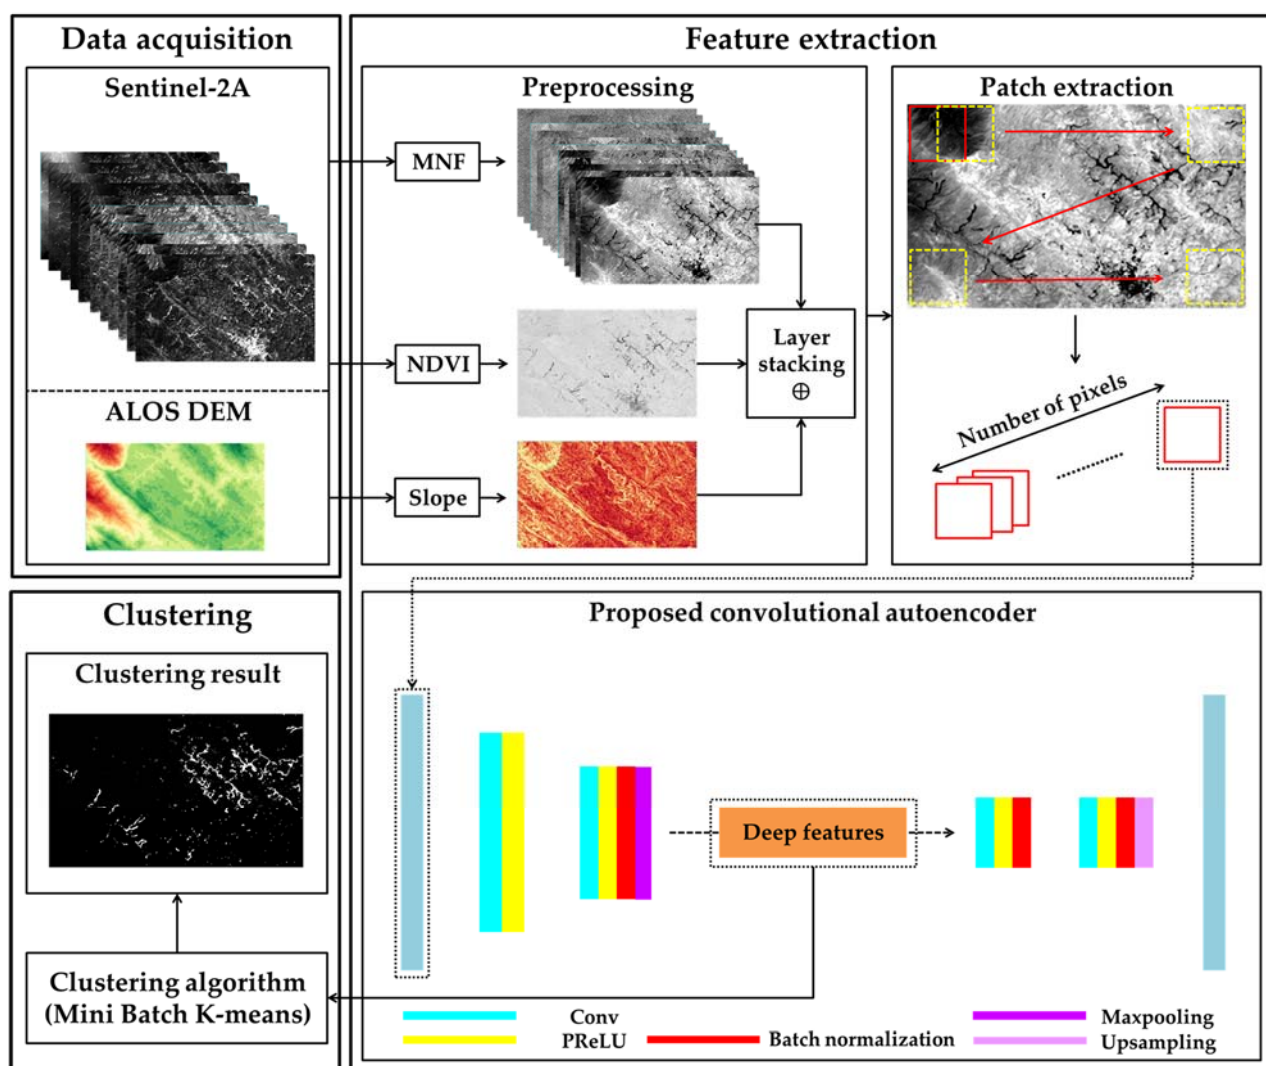 Data acquisition
Sentinel-2A
ALOS DEM
Feature extraction
Preprocessing
MNF
NDVI
Slope
Layer
stacking
⊕
Patch extraction
Number of pixels
Clustering
Clustering result
Clustering algorithm
(Mini Batch K-means)
Proposed convolutional autoencoder
Deep features
Conv
PReLU
Batch normalization
Maxpooling
Upsampling